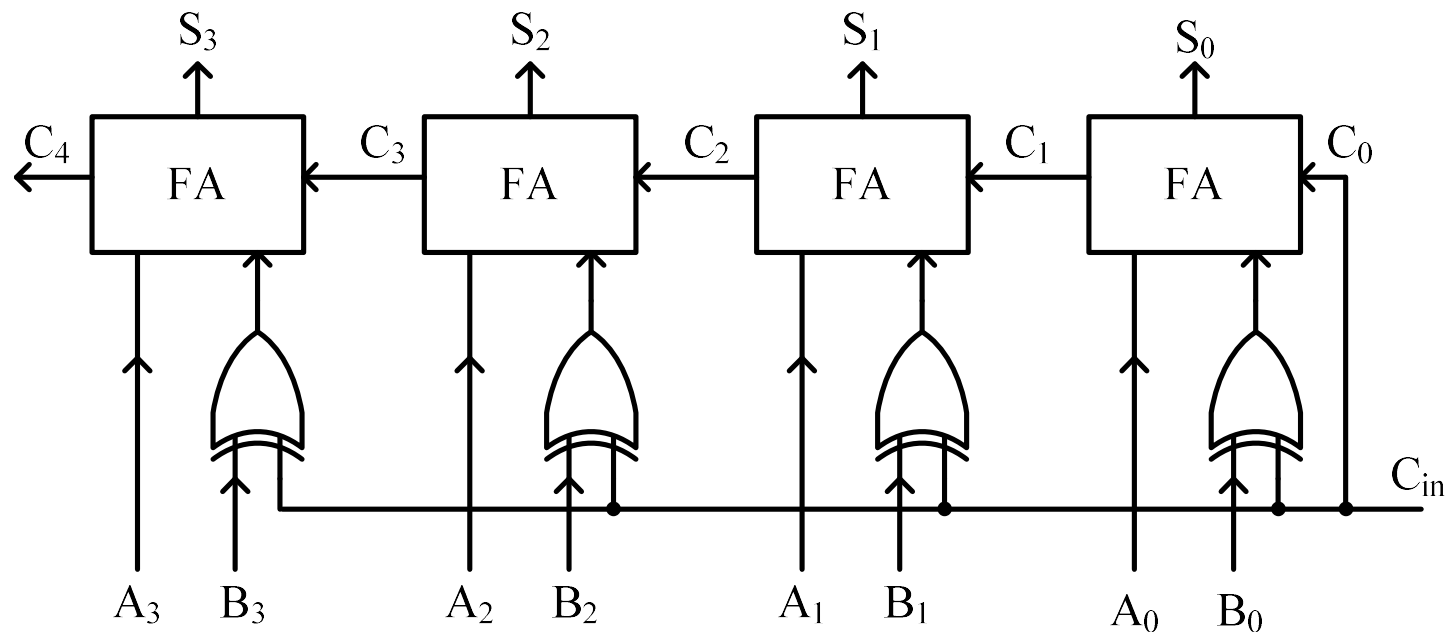 S₃ S₂ S₁ S₀
C₄ C₃ C₂ C₁ C₀
FA FA FA FA
Cᵢₙ
A₃ B₃ A₂ B₂ A₁ B₁ A₀ B₀